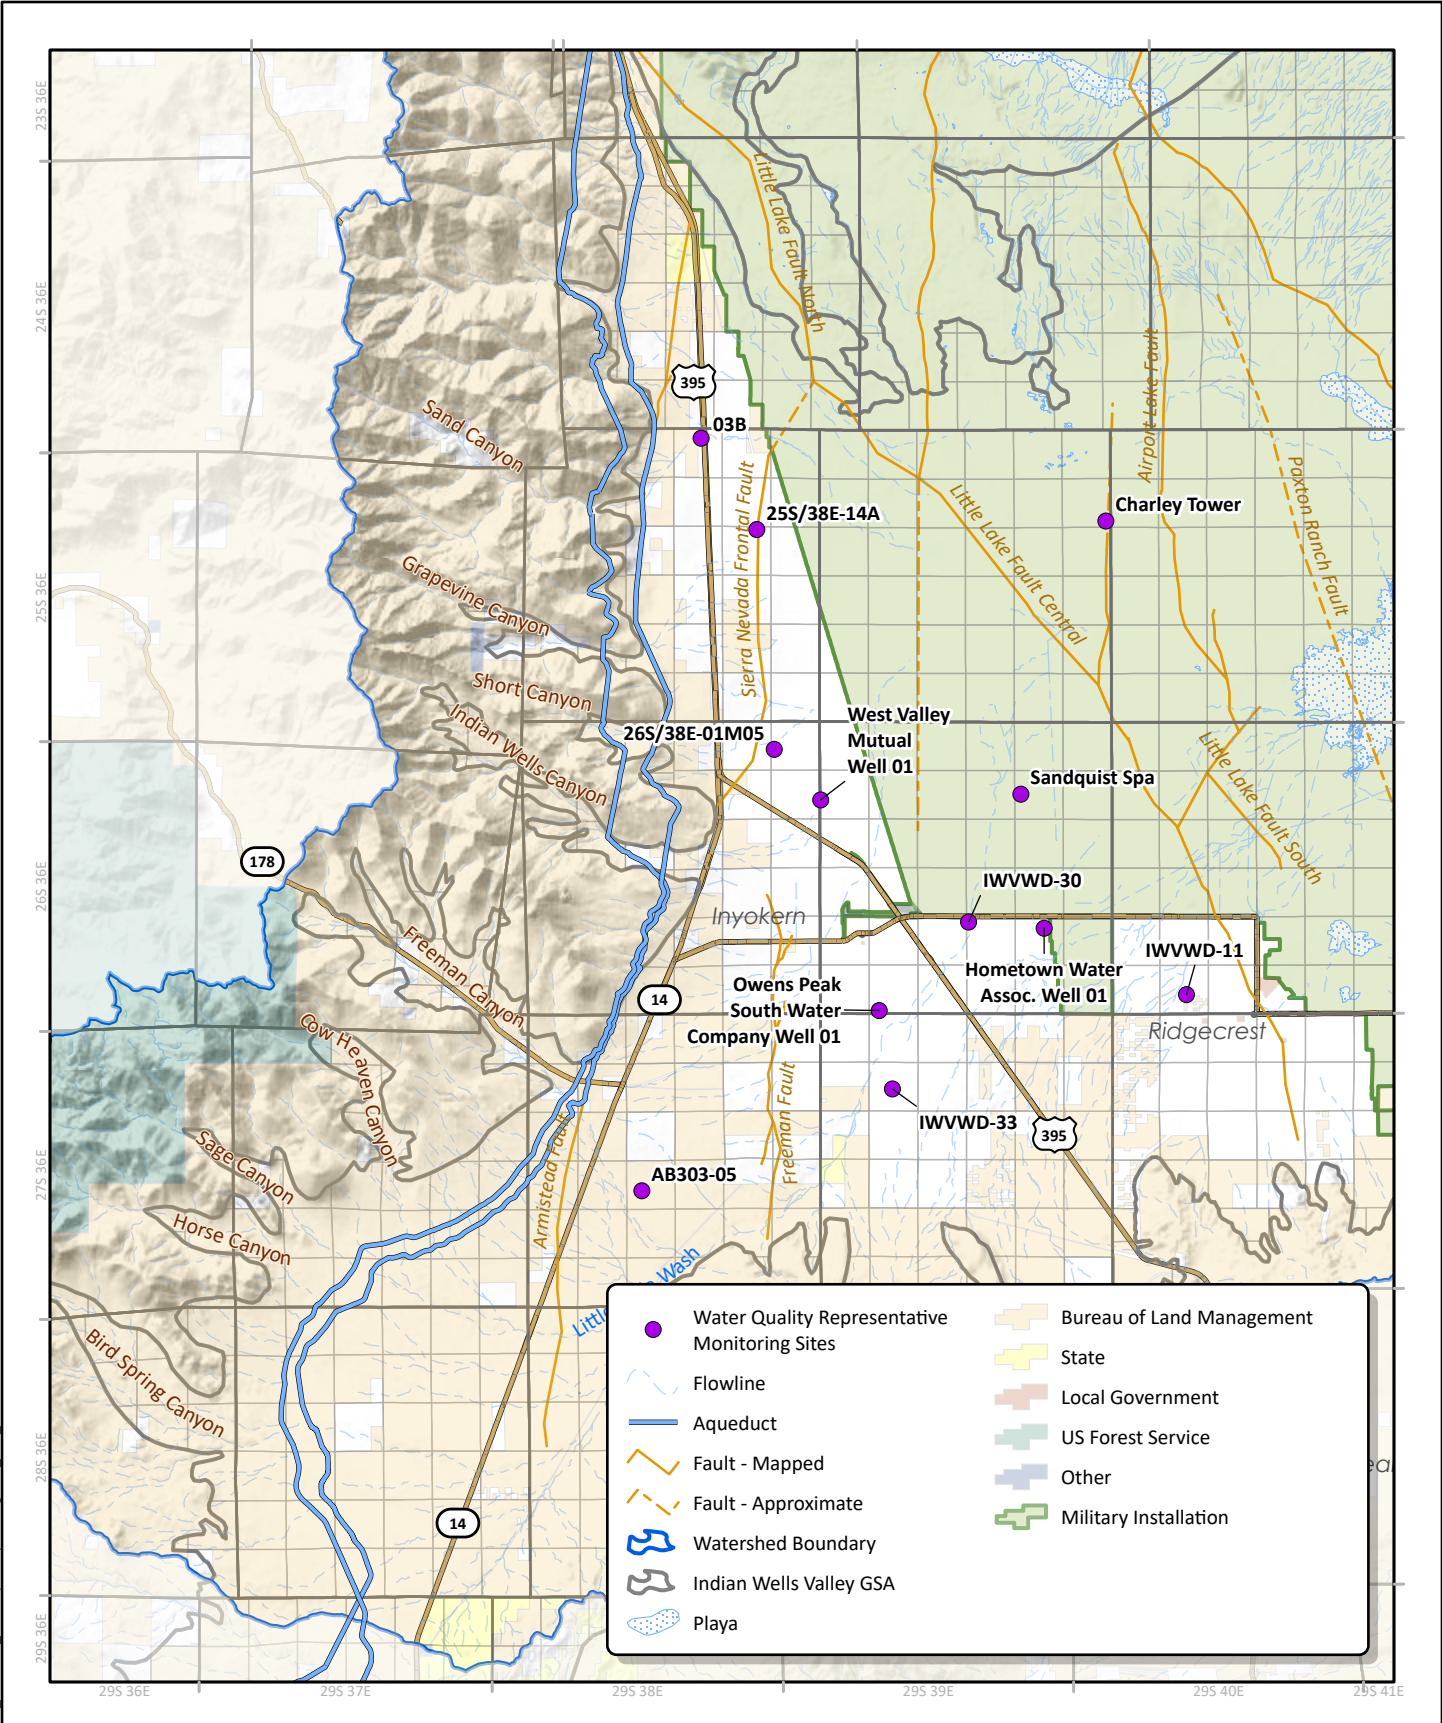 23S 36E
24S 36E
25S 36E
26S 36E
27S 36E
28S 36E
29S 36E
Little Lake Fault North
395
03B
Sand Canyon
25S/38E-14A
Charley Tower
Airport Lake Fault
Paxton Ranch Fault
Sierra Nevada Frontal Fault
Little Lake Fault Central
Grapevine Canyon
Short Canyon
Indian Wells Canyon
26S/38E-01M05
West Valley
Mutual
Well 01
Sandquist Spa
Little Lake Fault South
178
IWVWD-30
Inyokern
Freeman Canyon
IWVWD-11
Hometown Water
Assoc. Well 01
14
Owens Peak
South Water
Company Well 01
Ridgecrest
Cow Heaven Canyon
Freeman Fault
IWVWD-33
395
Armistead Fault
Sage Canyon
AB303-05
Horse Canyon
Wash
Little
Bird Spring Canyon
14
Water Quality Representative
Monitoring Sites
Flowline
Aqueduct
Fault - Mapped
Fault - Approximate
Watershed Boundary
Indian Wells Valley GSA
Playa
Bureau of Land Management
State
Local Government
US Forest Service
Other
Military Installation
29S 36E
29S 37E
29S 38E
29S 39E
29S 40E
29S 41E